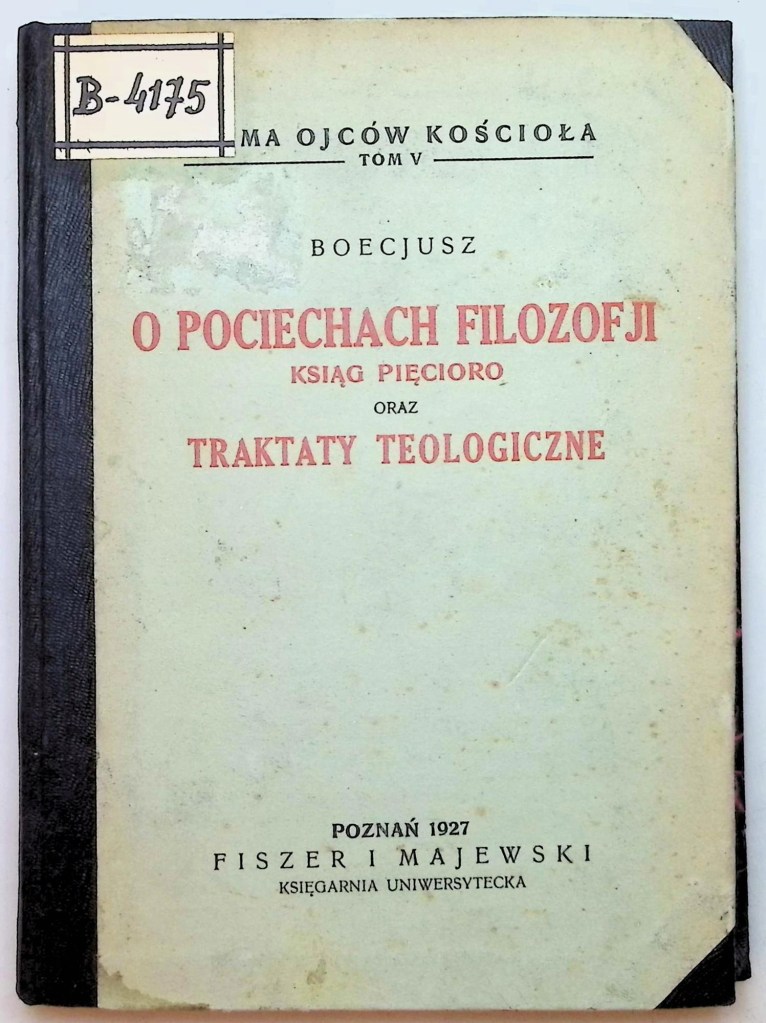 B-4175
MA OJCÓW KOŚCIOŁA
TOM V
BOECJUSZ
O POCIECHACH FILOZOFJI
KSIĄG PIĘCIORO
ORAZ
TRAKTATY TEOLOGICZNE
POZNAŃ 1927
FISZER I MAJEWSKI
KSIĘGARNIA UNIWERSYTECKA